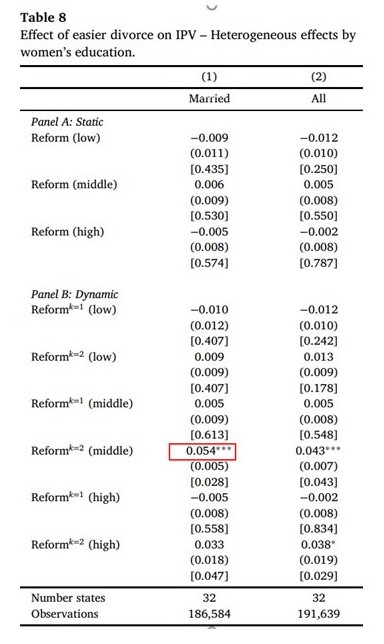 Table 8
Effect of easier divorce on IPV – Heterogeneous effects by
women's education.
(1) (2)
Married All
Panel A: Static
Reform (low) −0.009 −0.012
(0.011) (0.010)
[0.435] [0.250]
Reform (middle) 0.006 0.005
(0.009) (0.008)
[0.530] [0.550]
Reform (high) −0.005 −0.002
(0.008) (0.008)
[0.574] [0.787]
Panel B: Dynamic
Reformᵏ⁼¹ (low) −0.010 −0.012
(0.012) (0.010)
[0.407] [0.242]
Reformᵏ⁼² (low) 0.009 0.013
(0.009) (0.009)
[0.407] [0.178]
Reformᵏ⁼¹ (middle) 0.005 0.005
(0.009) (0.008)
[0.613] [0.548]
Reformᵏ⁼² (middle) 0.054*** 0.043***
(0.005) (0.007)
[0.028] [0.043]
Reformᵏ⁼¹ (high) −0.005 −0.002
(0.008) (0.008)
[0.558] [0.834]
Reformᵏ⁼² (high) 0.033 0.038*
(0.018) (0.019)
[0.047] [0.029]
Number states 32 32
Observations 186,584 191,639